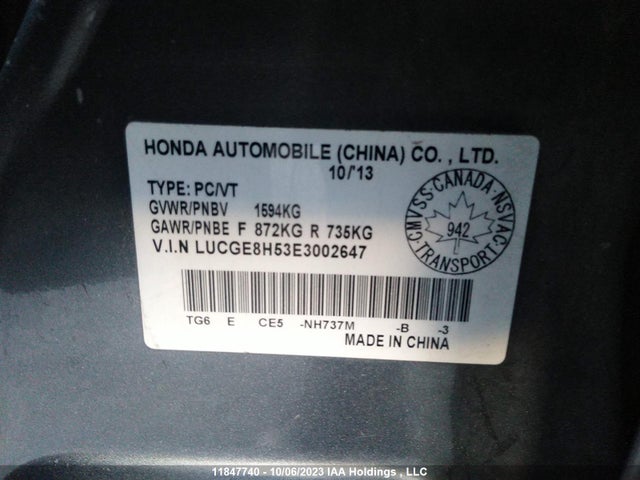 HONDA AUTOMOBILE (CHINA) CO., LTD.
10/'13
TYPE: PC/VT
GVWR/PNBV 1594KG
GAWR/PNBE F 872KG R 735KG
V.I.N LUCGE8H53E3002647
CMVSS·CANADA·NSVAC
942
TRANSPORT
TG6 E CE5 -NH737M -B -3
MADE IN CHINA
11847740 - 10/06/2023 IAA Holdings , LLC